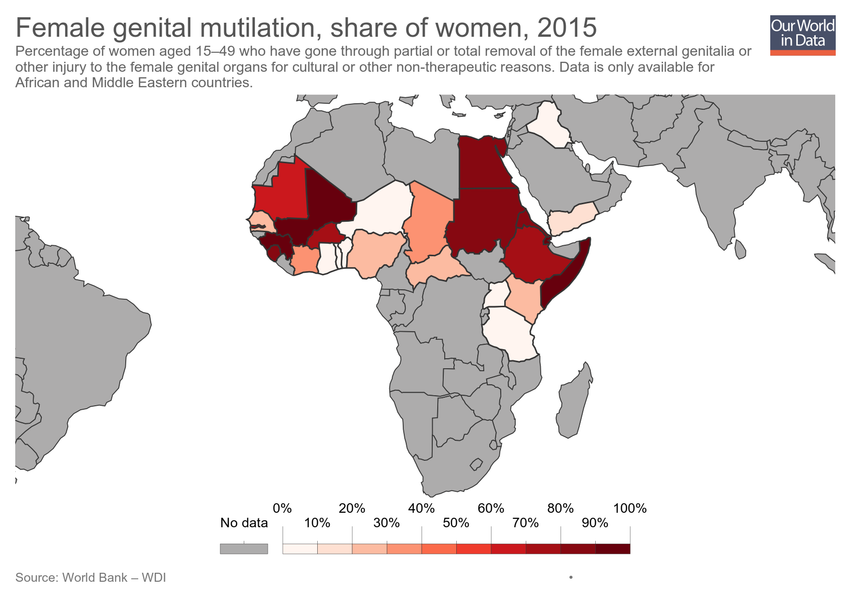 Female genital mutilation, share of women, 2015
Our World
in Data
Percentage of women aged 15–49 who have gone through partial or total removal of the female external genitalia or
other injury to the female genital organs for cultural or other non-therapeutic reasons. Data is only available for
African and Middle Eastern countries.
0% 20% 40% 60% 80% 100%
No data 10% 30% 50% 70% 90%
Source: World Bank – WDI